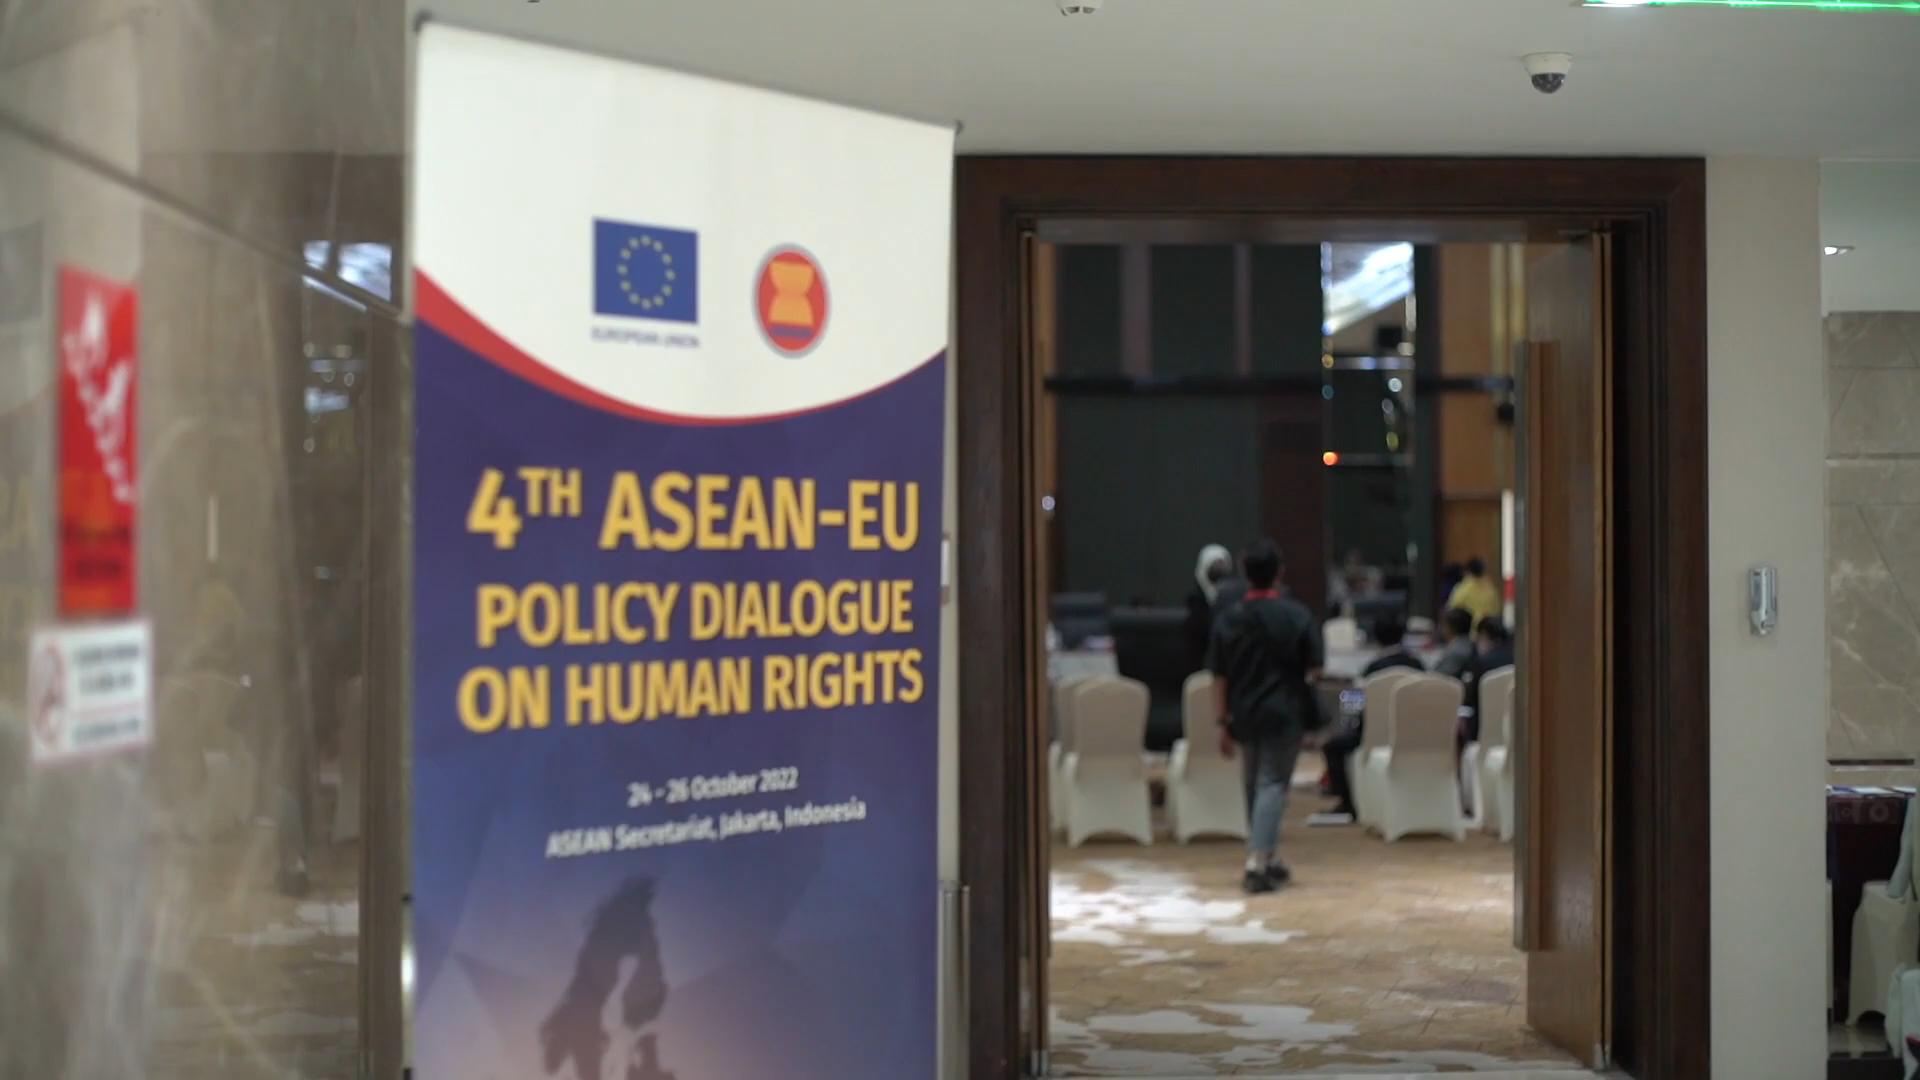 EUROPEAN UNION
4TH ASEAN-EU
POLICY DIALOGUE
ON HUMAN RIGHTS
24 - 26 October 2022
ASEAN Secretariat, Jakarta, Indonesia